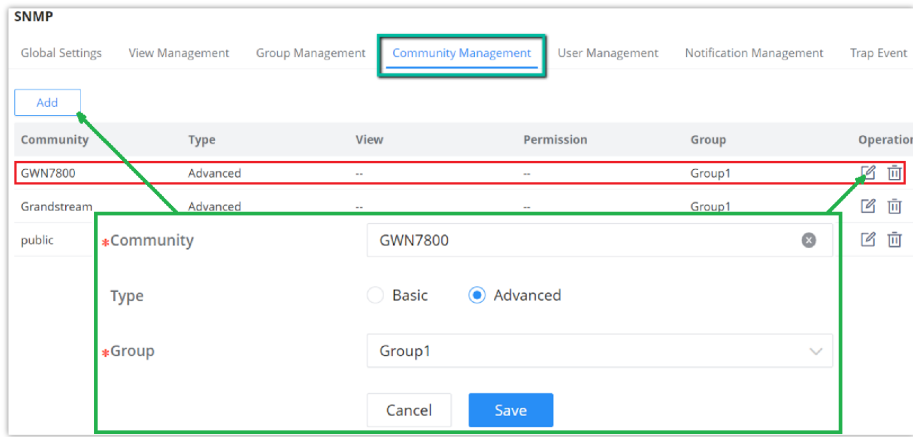 SNMP
Global Settings View Management Group Management Community Management User Management Notification Management Trap Event
Add
Community Type View Permission Group Operation
GWN7800 Advanced -- -- Group1
Grandstream Advanced -- -- Group1
public
*Community GWN7800
Type Basic Advanced
*Group Group1
Cancel Save